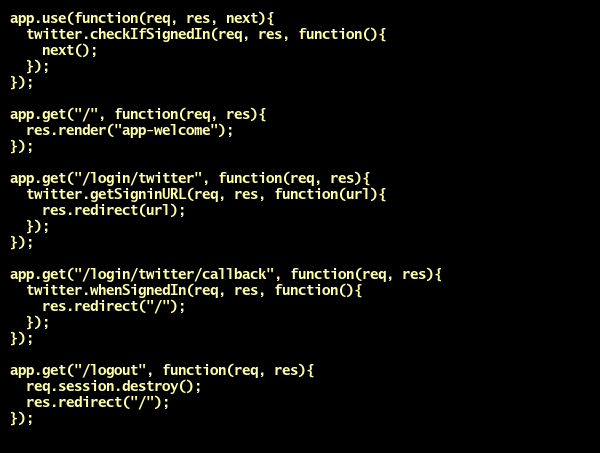 app.use(function(req, res, next){
  twitter.checkIfSignedIn(req, res, function(){
    next();
  });
});

app.get("/", function(req, res){
  res.render("app-welcome");
});

app.get("/login/twitter", function(req, res){
  twitter.getSigninURL(req, res, function(url){
    res.redirect(url);
  });
});

app.get("/login/twitter/callback", function(req, res){
  twitter.whenSignedIn(req, res, function(){
    res.redirect("/");
  });
});

app.get("/logout", function(req, res){
  req.session.destroy();
  res.redirect("/");
});